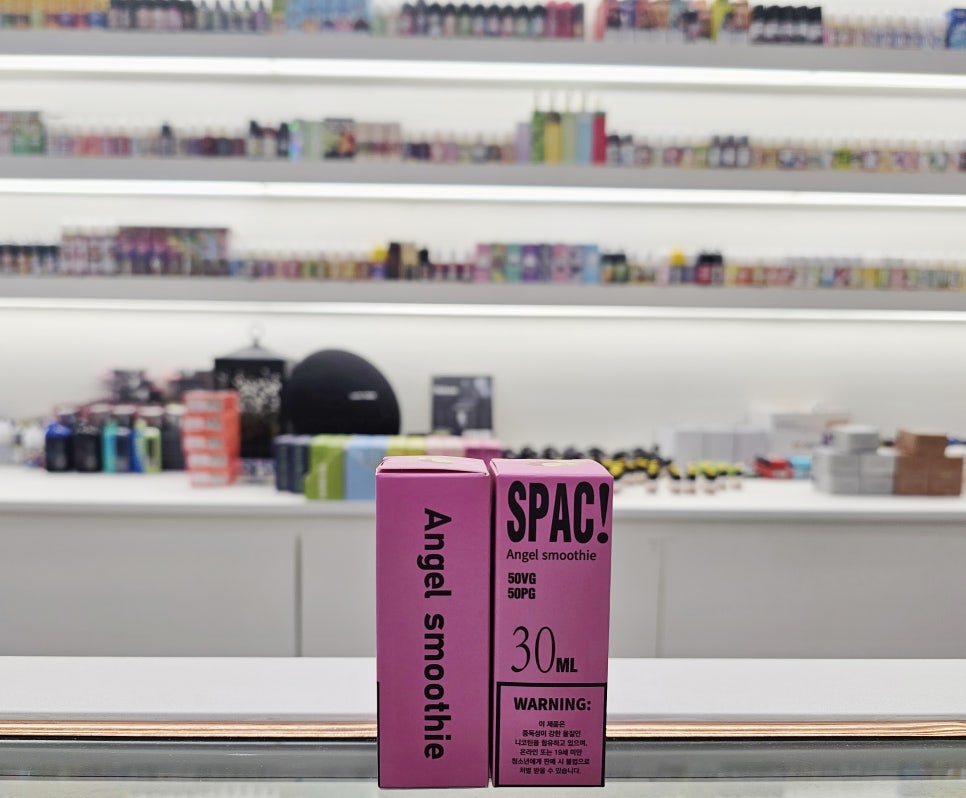 Angel smoothie
SPAC!
Angel smoothie
50VG
50PG
30ML
WARNING:
이 제품은
중독성이 강한 물질인
니코틴을 함유하고 있으며,
온라인 또는 19세 미만
청소년에게 판매 시 불법으로
처벌 받을 수 있습니다.